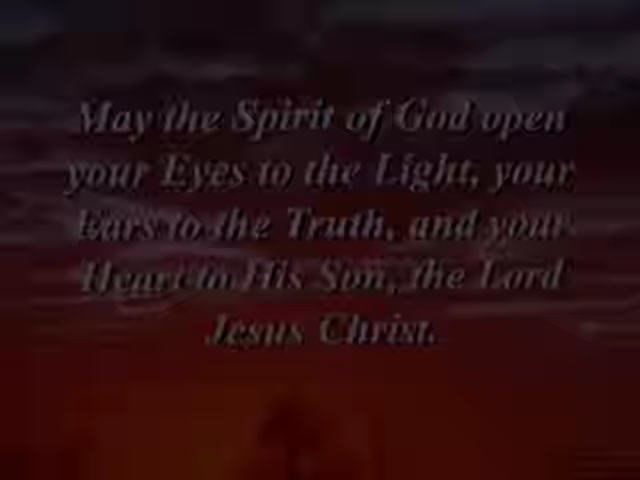 May the Spirit of God open
your Eyes to the Light, your
Ears to the Truth, and your
Heart to His Son, the Lord
Jesus Christ.